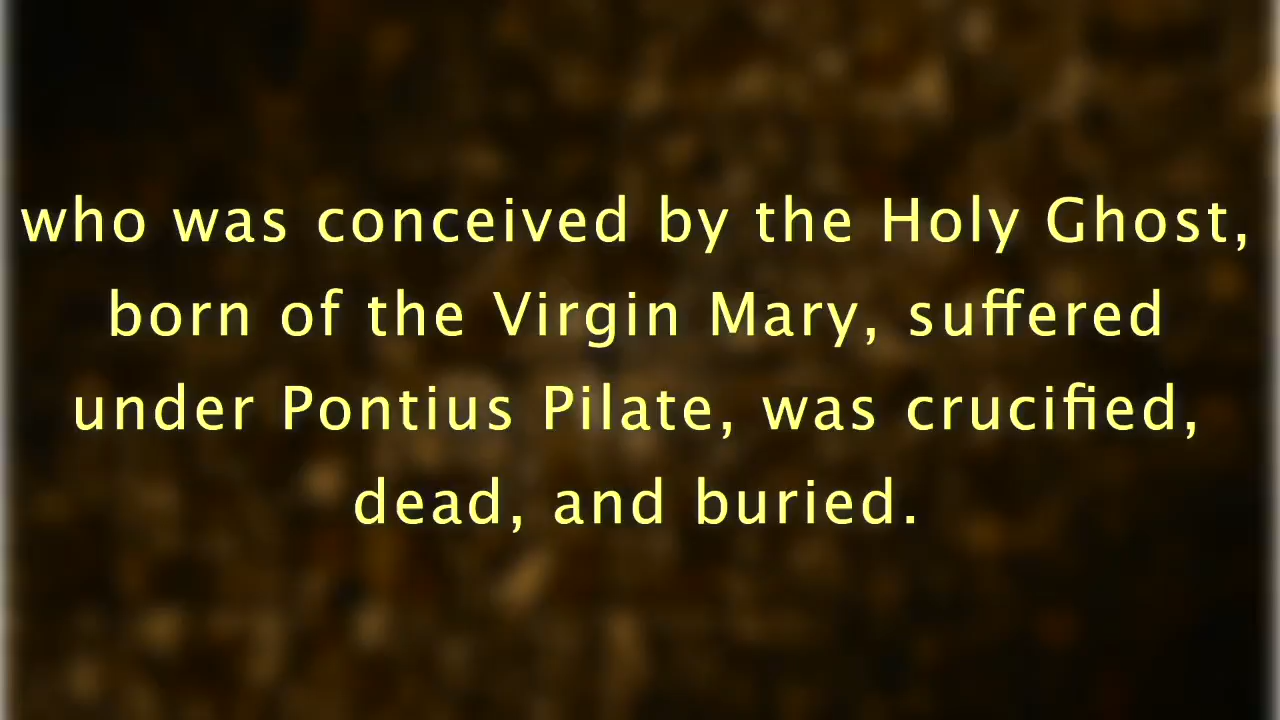 who was conceived by the Holy Ghost,
born of the Virgin Mary, suffered
under Pontius Pilate, was crucified,
dead, and buried.